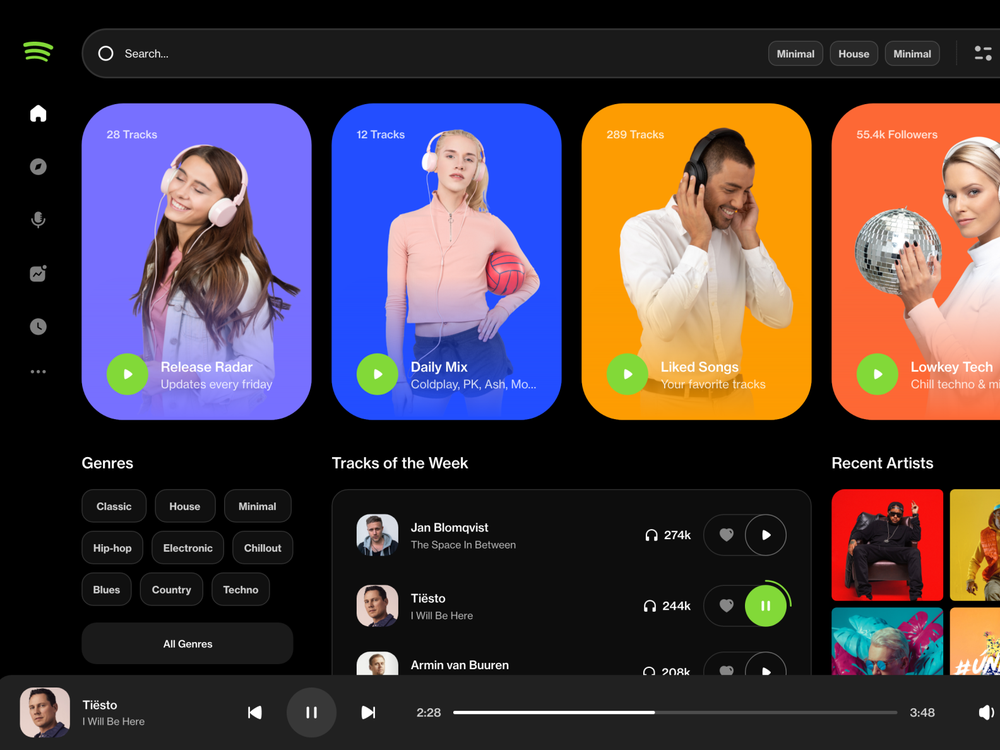 Search...
Minimal
House
Minimal
28 Tracks
Release Radar
Updates every friday
12 Tracks
Daily Mix
Coldplay, PK, Ash, Mo...
289 Tracks
Liked Songs
Your favorite tracks
55.4k Followers
Lowkey Tech
Chill techno & mi
Genres
Classic
House
Minimal
Hip-hop
Electronic
Chillout
Blues
Country
Techno
All Genres
Tracks of the Week
Jan Blomqvist
The Space In Between
274k
Tiësto
I Will Be Here
244k
Armin van Buuren
208k
Recent Artists
Tiësto
I Will Be Here
2:28
3:48